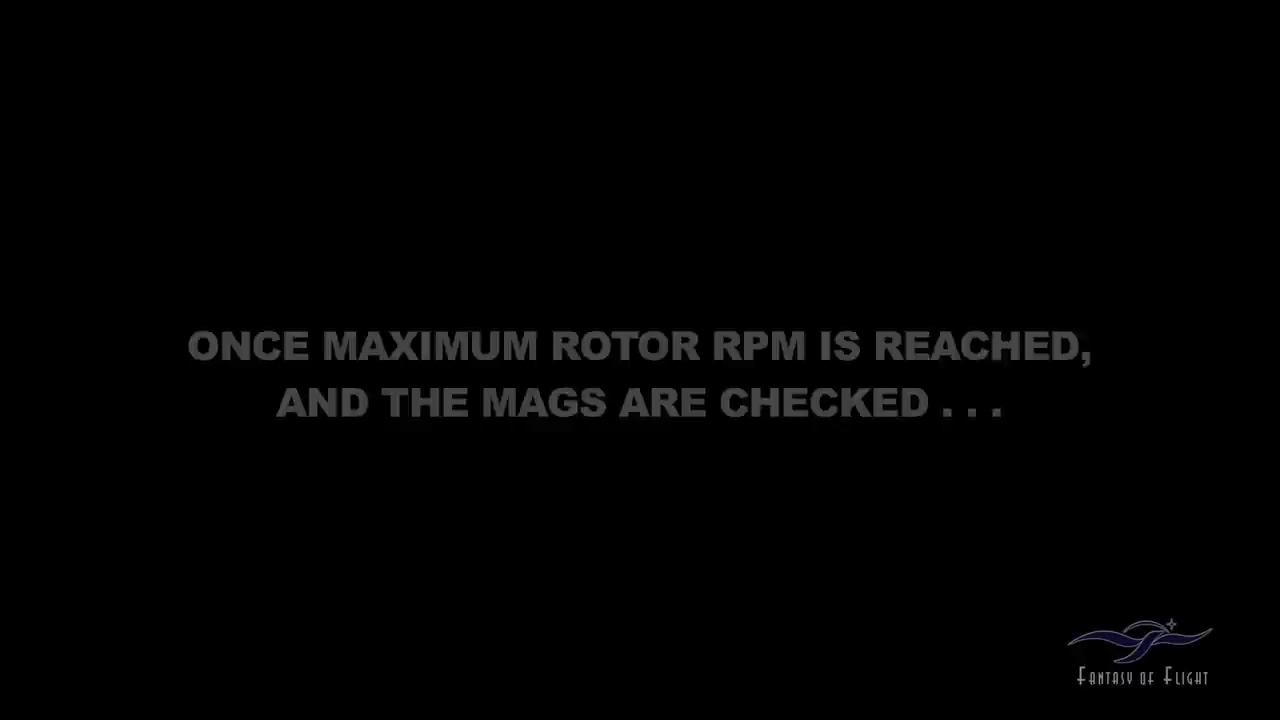 ONCE MAXIMUM ROTOR RPM IS REACHED,
AND THE MAGS ARE CHECKED . . .
FANTASY OF FLIGHT